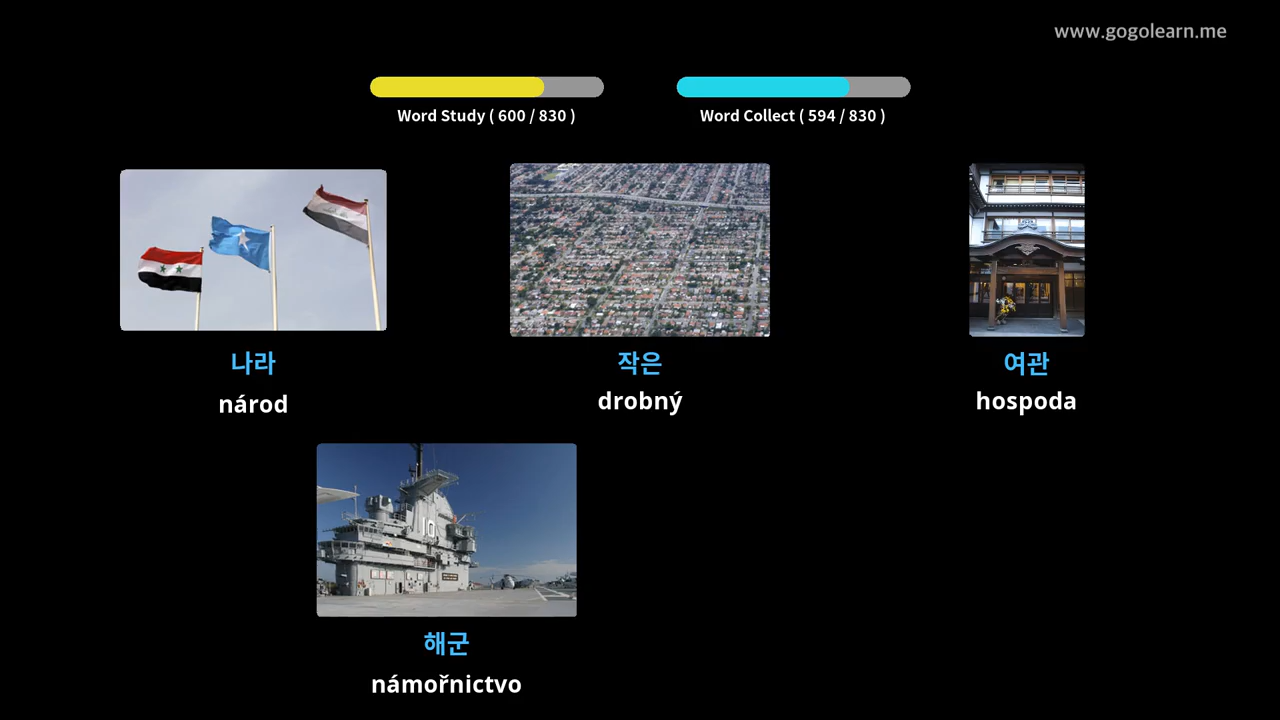 www.gogolearn.me
Word Study ( 600 / 830 )
Word Collect ( 594 / 830 )
나라
národ
작은
drobný
여관
hospoda
10
해군
námořnictvo